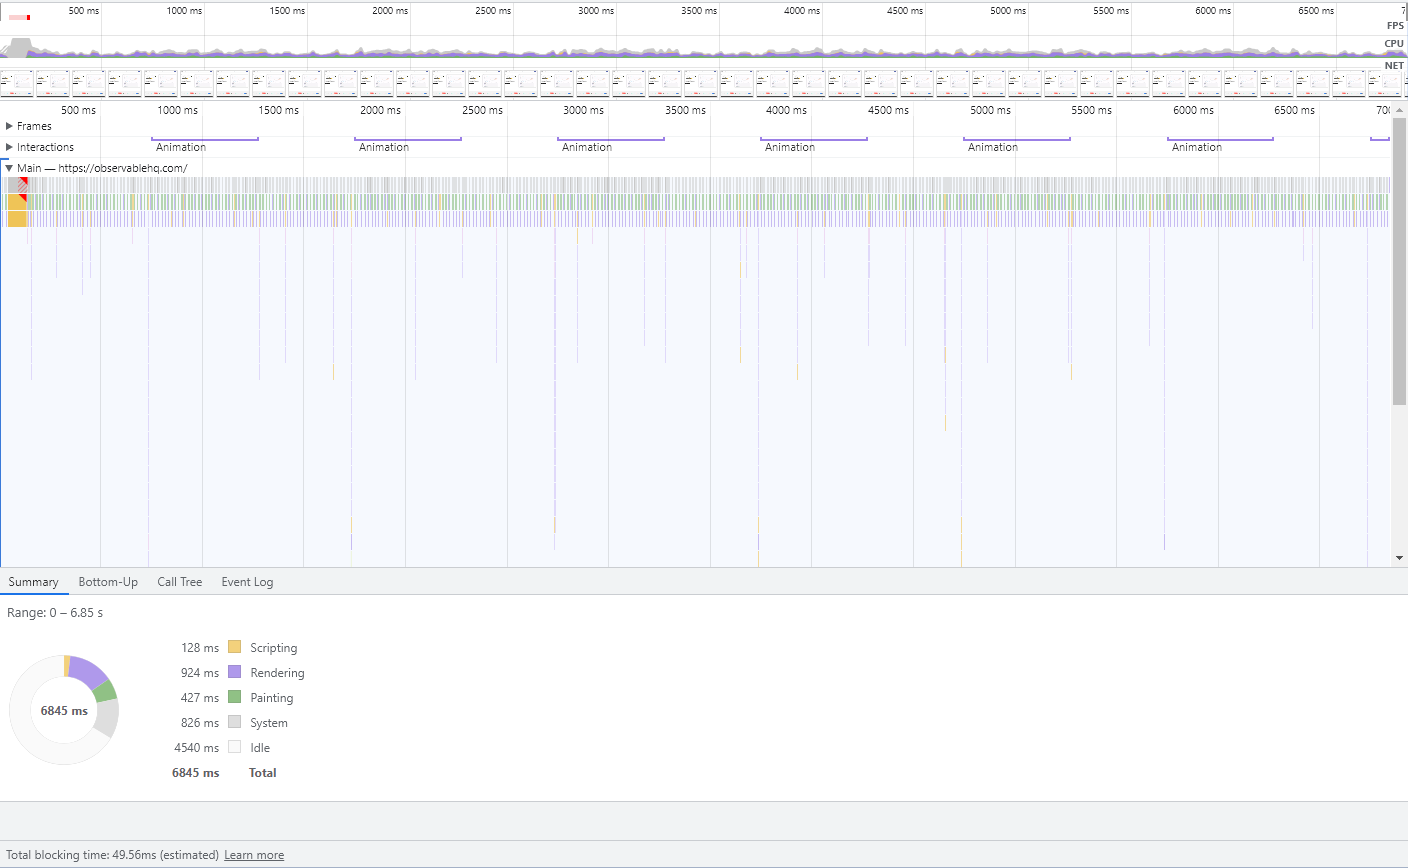 500 ms 1000 ms 1500 ms 2000 ms 2500 ms 3000 ms 3500 ms 4000 ms 4500 ms 5000 ms 5500 ms 6000 ms 6500 ms 7
FPS
CPU
NET
500 ms 1000 ms 1500 ms 2000 ms 2500 ms 3000 ms 3500 ms 4000 ms 4500 ms 5000 ms 5500 ms 6000 ms 6500 ms 700
Frames
Interactions Animation Animation Animation Animation Animation Animation
Main — https://observablehq.com/
Summary Bottom-Up Call Tree Event Log
Range: 0 – 6.85 s
128 ms Scripting
924 ms Rendering
427 ms Painting
6845 ms
826 ms System
4540 ms Idle
6845 ms Total
Total blocking time: 49.56ms (estimated) Learn more